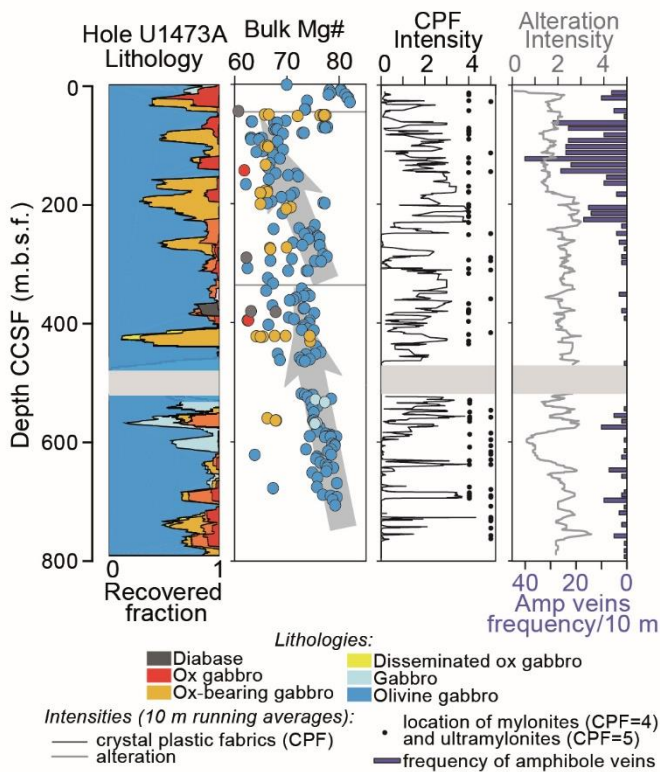 Hole U1473A
Lithology
Bulk Mg#
60 70 80
CPF
Intensity
0 2 4
Alteration
Intensity
0 2 4
0
200
400
600
800
Depth CCSF (m.b.s.f.)
0 1
Recovered
fraction
40 20 0
Amp veins
frequency/10 m
Lithologies:
Diabase
Ox gabbro
Ox-bearing gabbro
Disseminated ox gabbro
Gabbro
Olivine gabbro
Intensities (10 m running averages):
crystal plastic fabrics (CPF)
alteration
location of mylonites (CPF=4)
and ultramylonites (CPF=5)
frequency of amphibole veins